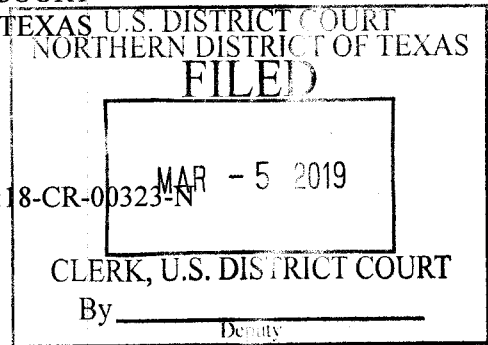 TEXAS U.S. DISTRICT COURT
NORTHERN DISTRICT OF TEXAS
FILED
MAR - 5 2019
18-CR-00323-N
CLERK, U.S. DISTRICT COURT
By
Deputy